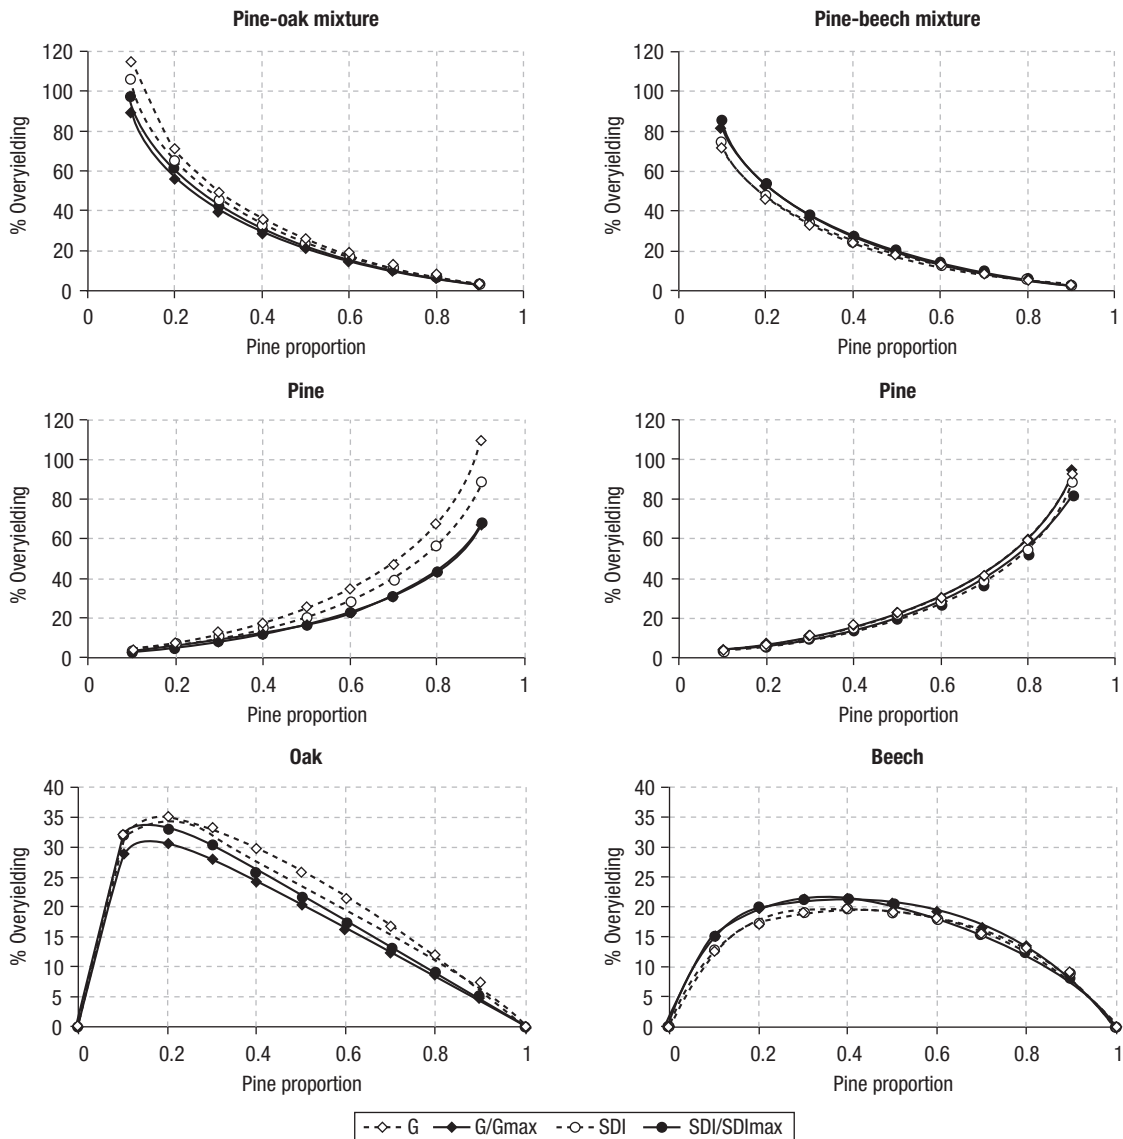 Pine-oak mixture
120
100
80
60
40
20
0
% Overyielding
0 0.2 0.4 0.6 0.8 1
Pine proportion
Pine-beech mixture
120
100
80
60
40
20
0
% Overyielding
0 0.2 0.4 0.6 0.8 1
Pine proportion
Pine
120
100
80
60
40
20
0
% Overyielding
0 0.2 0.4 0.6 0.8 1
Pine proportion
Pine
120
100
80
60
40
20
0
% Overyielding
0 0.2 0.4 0.6 0.8 1
Pine proportion
Oak
40
35
30
25
20
15
10
5
0
% Overyielding
0 0.2 0.4 0.6 0.8 1
Pine proportion
Beech
40
35
30
25
20
15
10
5
0
% Overyielding
0 0.2 0.4 0.6 0.8 1
Pine proportion
G G/Gmax SDI SDI/SDImax